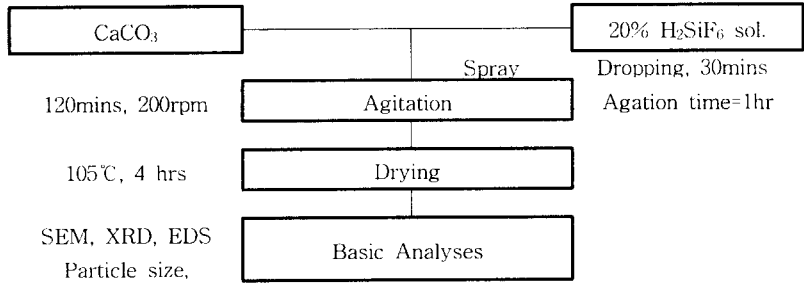 CaCO₃
20% H₂SiF₆ sol.
Spray
Dropping, 30mins
120mins, 200rpm
Agitation
Agation time=1hr
105℃, 4 hrs
Drying
SEM, XRD, EDS
Particle size,
Basic Analyses